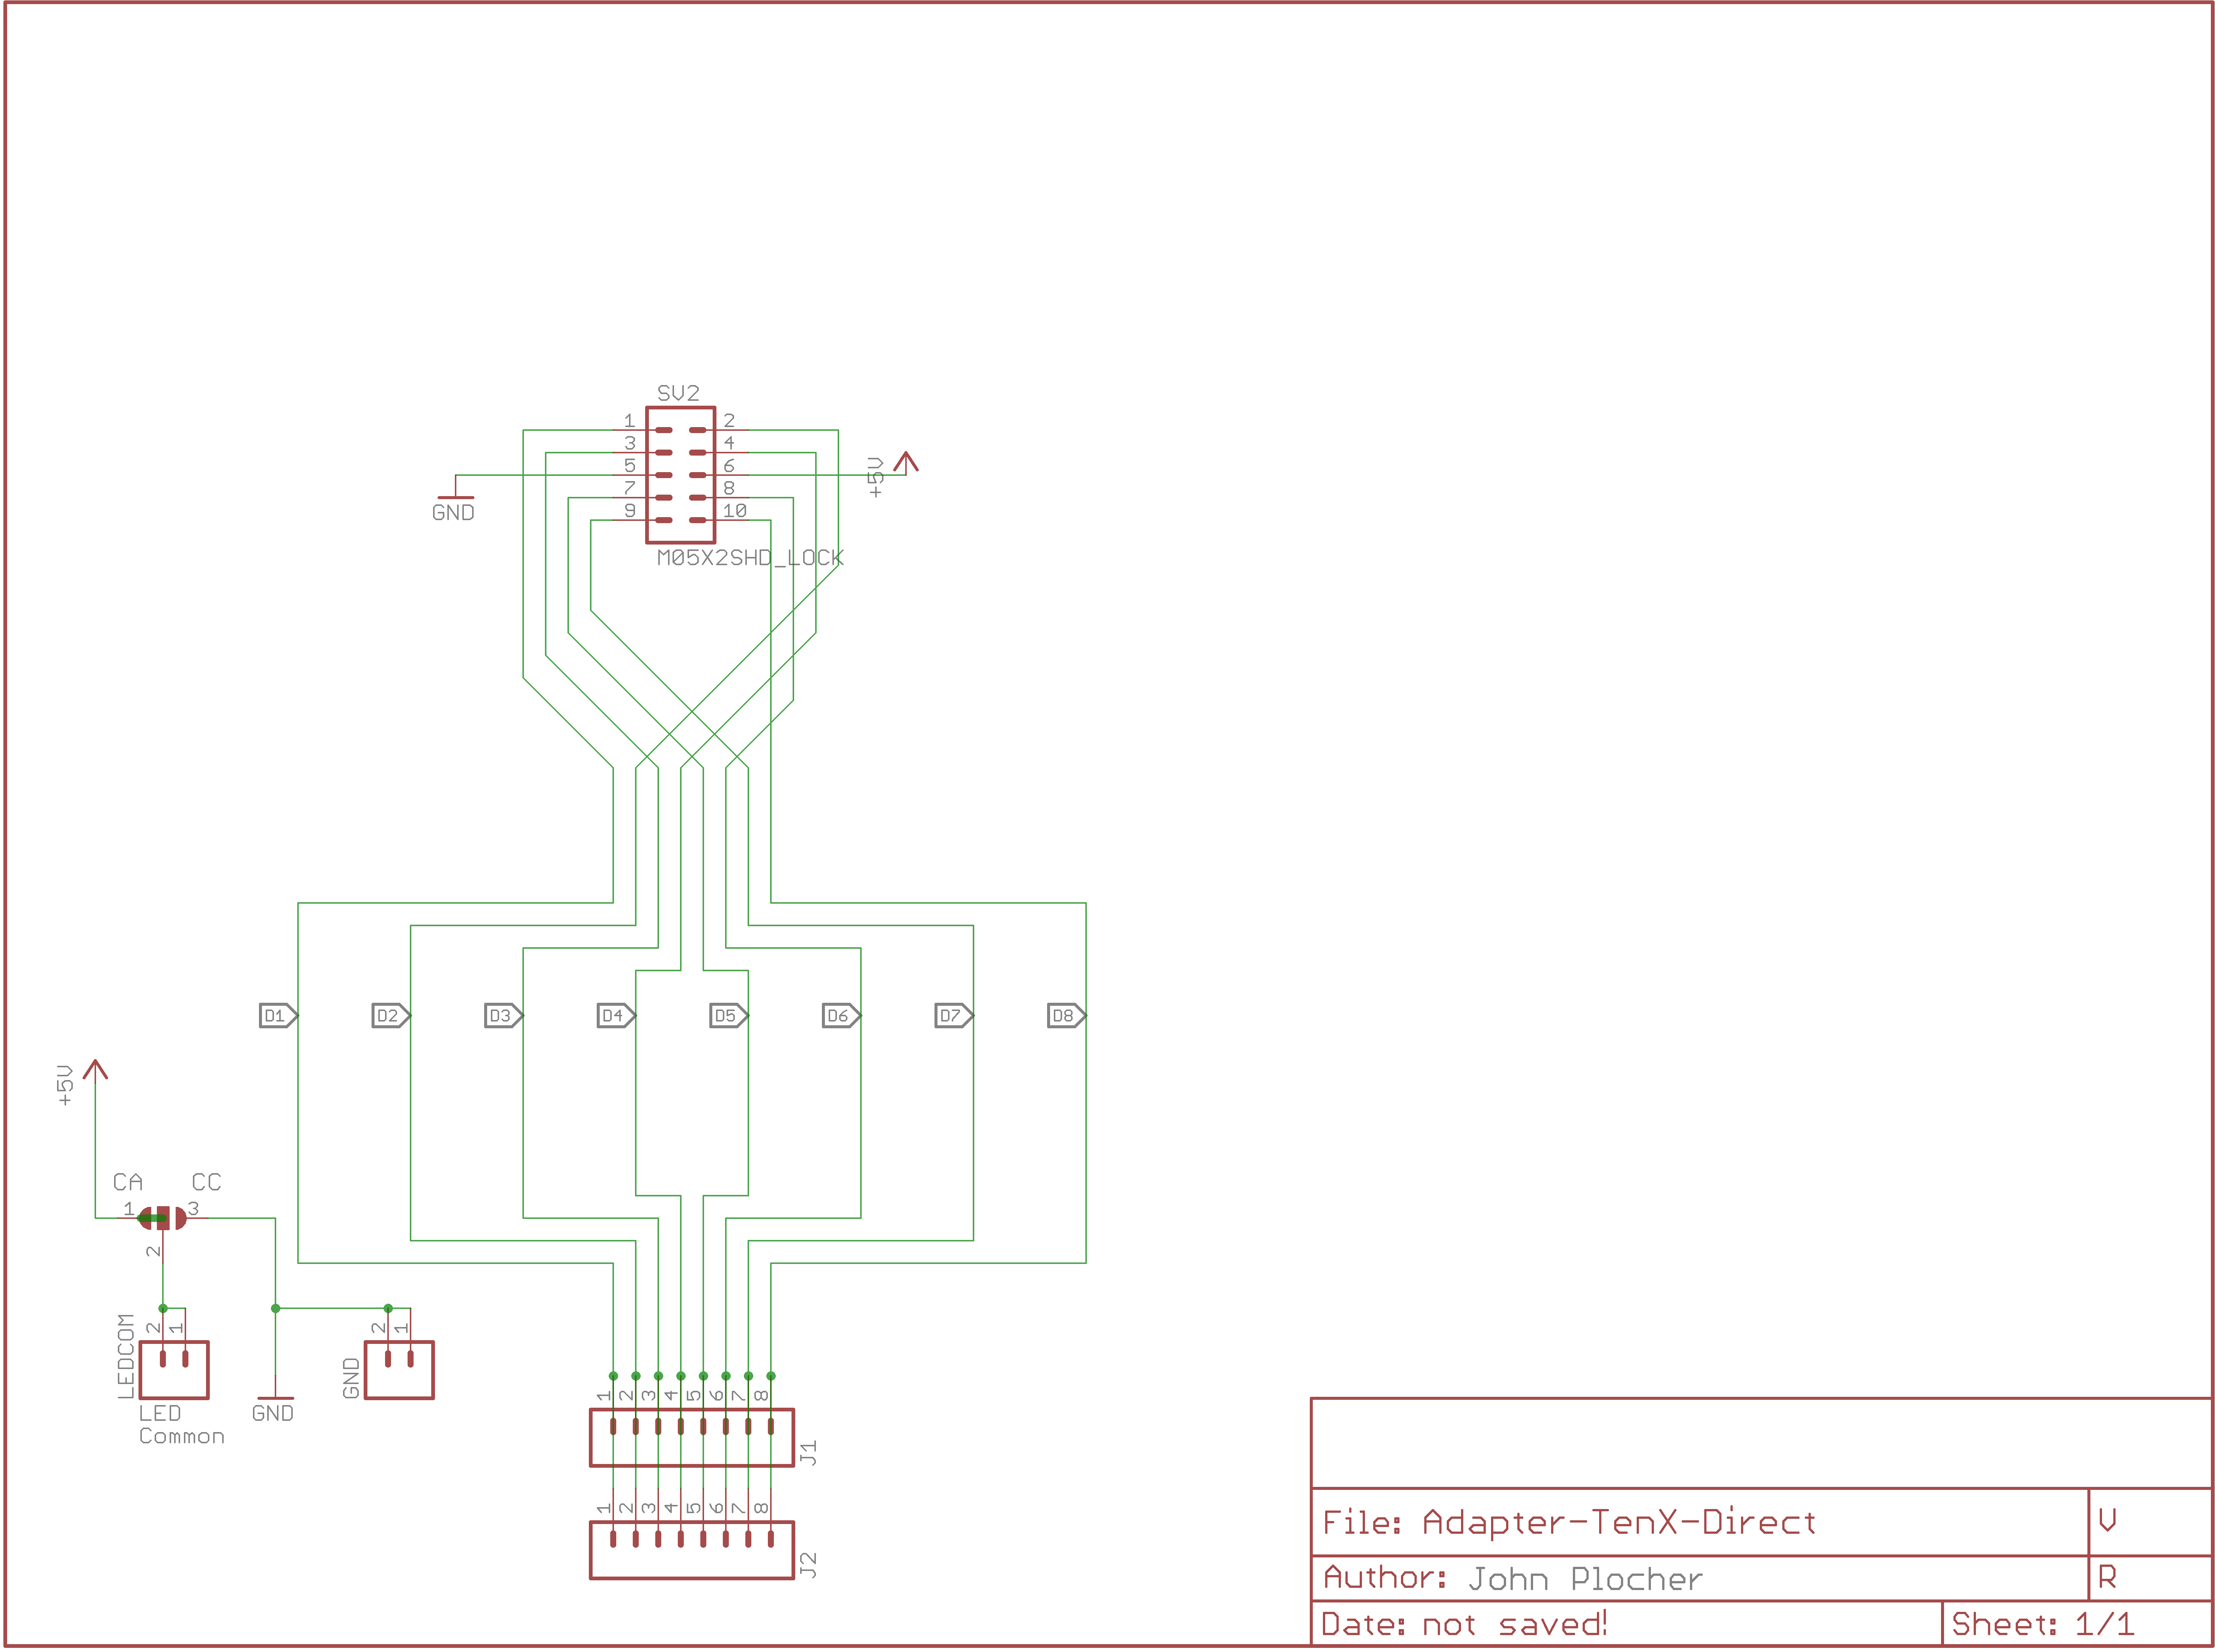 SV2
1 2
3 4
5 6
7 8
9 10
+5V
GND
M05X2SHD_LOCK
D1 D2 D3 D4 D5 D6 D7 D8
+5V
CA CC
1 3
2
2 1
LEDCOM
LED
Common
GND
2 1
GND
1 2 3 4 5 6 7 8
J1
1 2 3 4 5 6 7 8
J2
File: Adapter-TenX-Direct V
Author: John Plocher R
Date: not saved! Sheet: 1/1